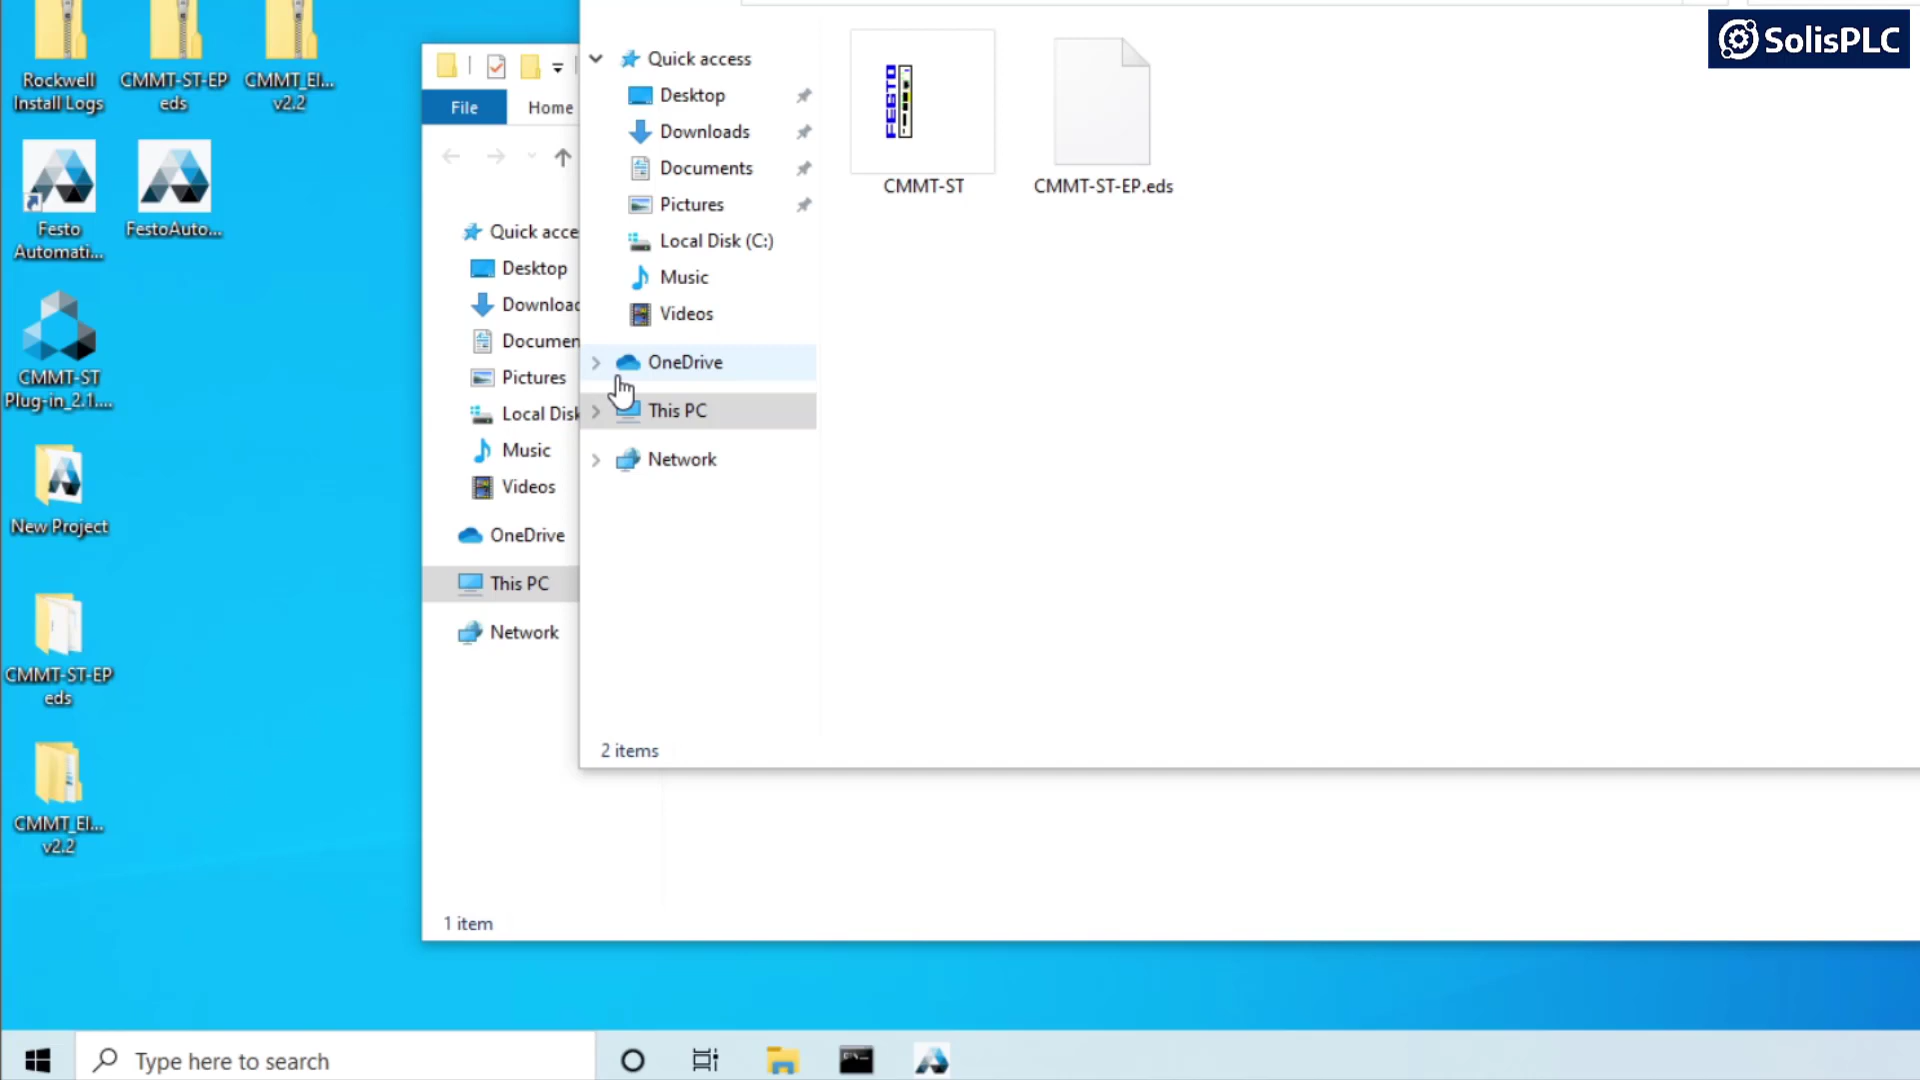 SolisPLC
Rockwell
Install Logs
CMMT-ST-EP
eds
CMMT_EI...
v2.2
Festo
Automati...
FestoAuto...
CMMT-ST
Plug-in_2.1....
New Project
CMMT-ST-EP
eds
CMMT_EI...
v2.2
File
Home
Quick acce
Desktop
Download
Documen
Pictures
Local Disk
Music
Videos
OneDrive
This PC
Network
1 item
Quick access
Desktop
Downloads
Documents
Pictures
Local Disk (C:)
Music
Videos
OneDrive
This PC
Network
2 items
FESTO
CMMT-ST
CMMT-ST-EP.eds
Type here to search